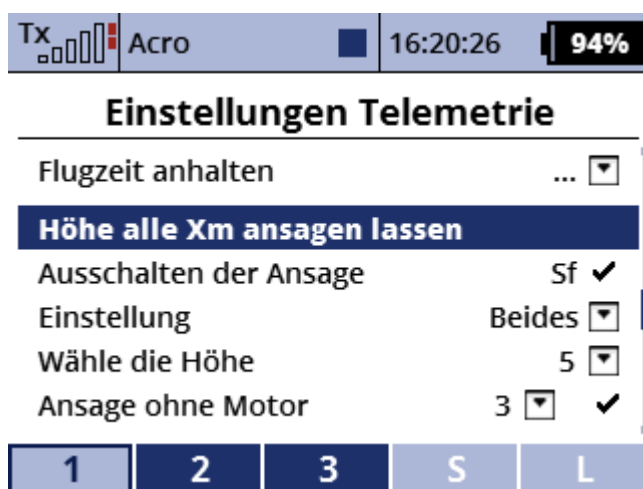 Tx Acro 16:20:26 94%
Einstellungen Telemetrie
Flugzeit anhalten ...
Höhe alle Xm ansagen lassen
Ausschalten der Ansage Sf ✔
Einstellung Beides
Wähle die Höhe 5
Ansage ohne Motor 3 ✔
1 2 3 S L